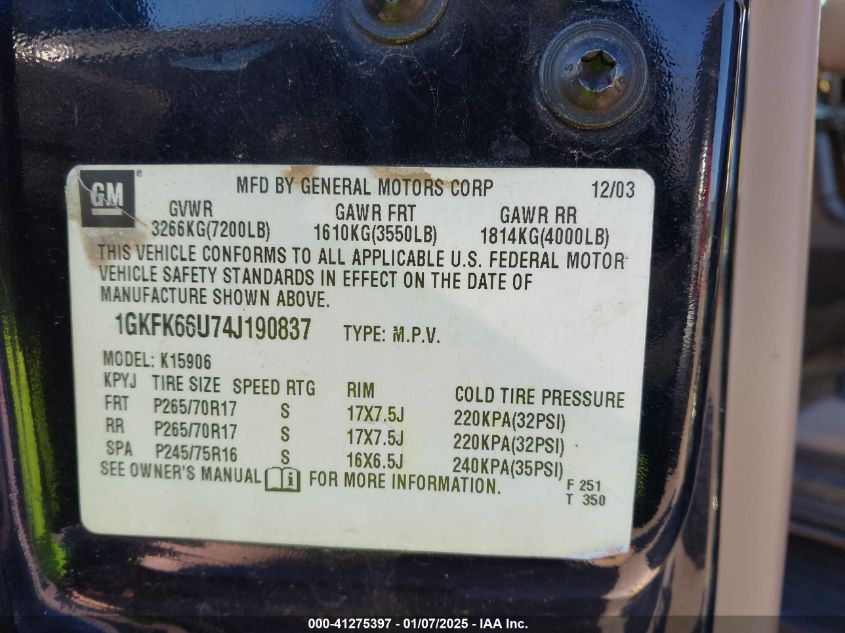 GM ® MFD BY GENERAL MOTORS CORP 12/03
GVWR GAWR FRT GAWR RR
3266KG(7200LB) 1610KG(3550LB) 1814KG(4000LB)
THIS VEHICLE CONFORMS TO ALL APPLICABLE U.S. FEDERAL MOTOR
VEHICLE SAFETY STANDARDS IN EFFECT ON THE DATE OF
MANUFACTURE SHOWN ABOVE.
1GKFK66U74J190837 TYPE: M.P.V.
MODEL: K15906
KPYJ TIRE SIZE SPEED RTG RIM COLD TIRE PRESSURE
FRT P265/70R17 S 17X7.5J 220KPA(32PSI)
RR P265/70R17 S 17X7.5J 220KPA(32PSI)
SPA P245/75R16 S 16X6.5J 240KPA(35PSI)
SEE OWNER'S MANUAL i FOR MORE INFORMATION. F 251
T 350
000-41275397 - 01/07/2025 - IAA Inc.